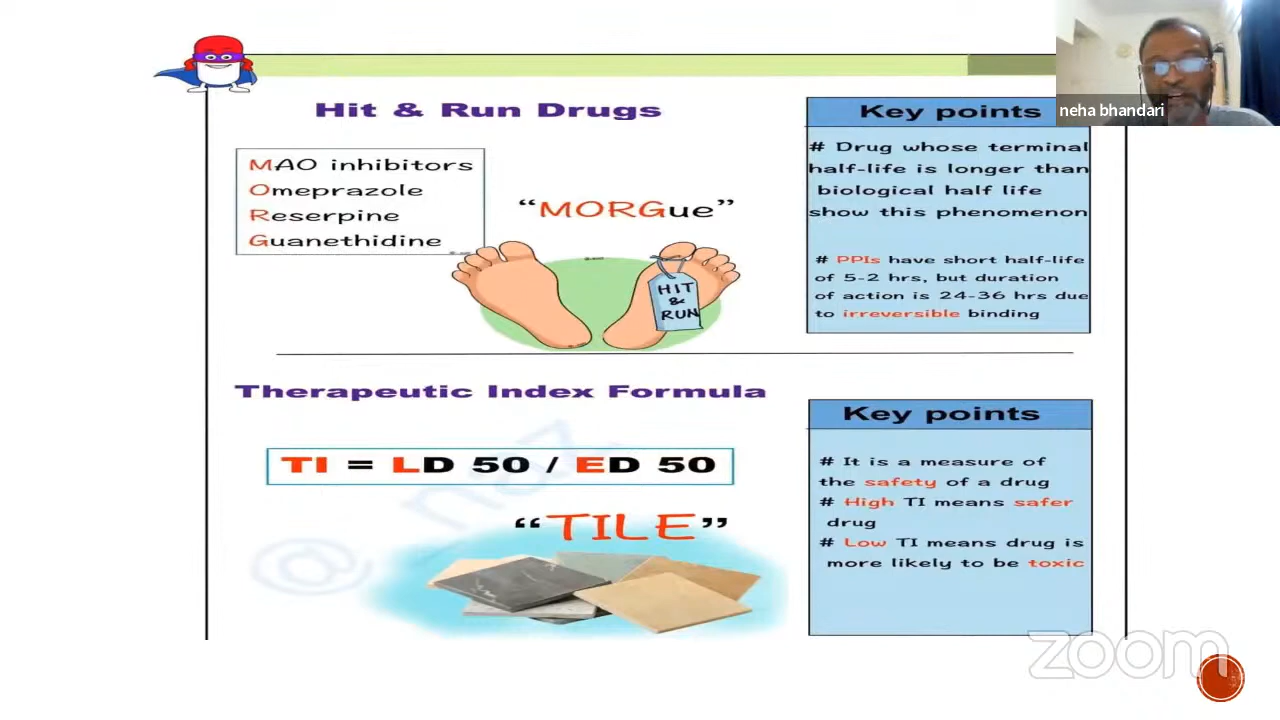 neha bhandari
Hit & Run Drugs
MAO inhibitors
Omeprazole
Reserpine
Guanethidine
“MORGue”
HIT
&
RUN
Key points
# Drug whose terminal
half-life is longer than
biological half life
show this phenomenon
# PPIs have short half-life
of 5-2 hrs, but duration
of action is 24-36 hrs due
to irreversible binding
Therapeutic Index Formula
TI = LD 50 / ED 50
“TILE”
Key points
# It is a measure of
the safety of a drug
# High TI means safer
drug
# Low TI means drug is
more likely to be toxic
zoom